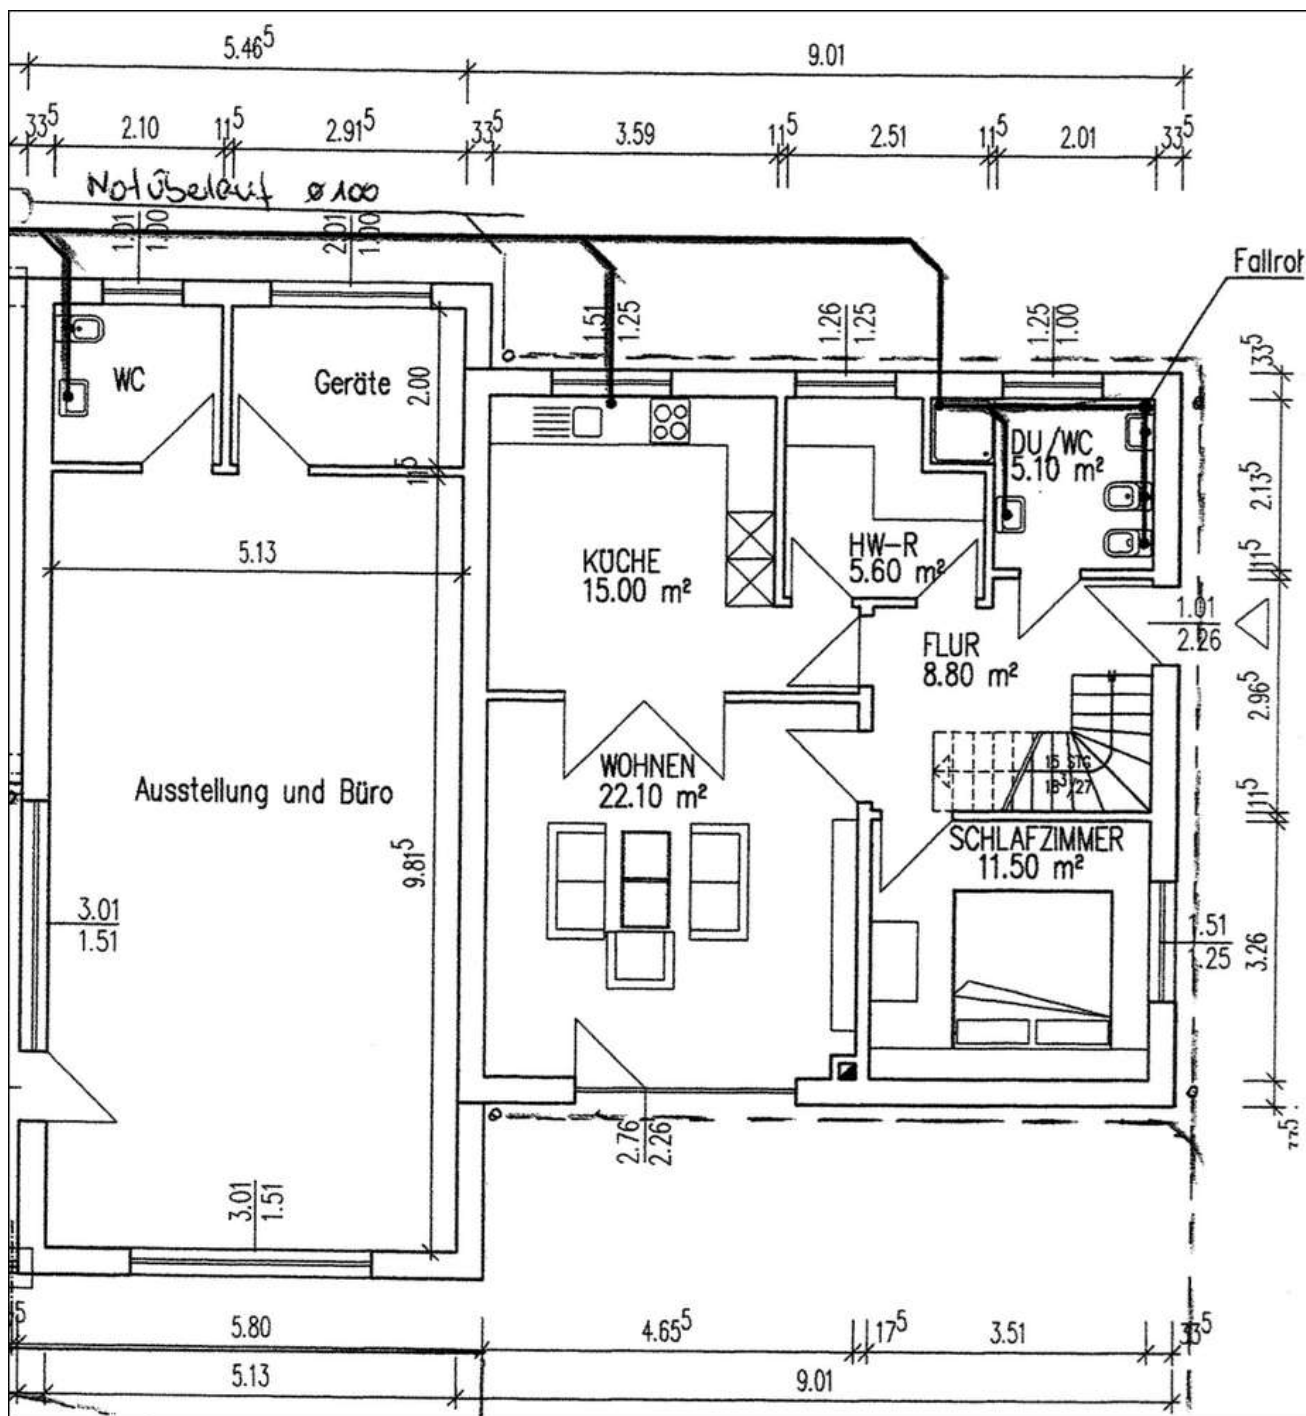 5.46⁵
9.01
33⁵
2.10
11⁵
2.91⁵
33⁵
3.59
11⁵
2.51
11⁵
2.01
33⁵
Notüberlauf ø 100
1.01
1.00
2.01
1.00
Fallroh
1.51
1.25
1.26
1.25
1.25
1.00
33⁵
WC
Geräte
2.00
11⁵
DU/WC
5.10 m²
2.13⁵
5.13
KÜCHE
15.00 m²
HW-R
5.60 m²
11⁵
1.01
2.26
FLUR
8.80 m²
2.96⁵
WOHNEN
22.10 m²
15 STG
18³/27
Ausstellung und Büro
11⁵
SCHLAFZIMMER
11.50 m²
9.81⁵
3.01
1.51
1.51
.25
3.26
2.76
2.26
3.01
1.51
5
5.80
4.65⁵
17⁵
3.51
33⁵
5.13
9.01